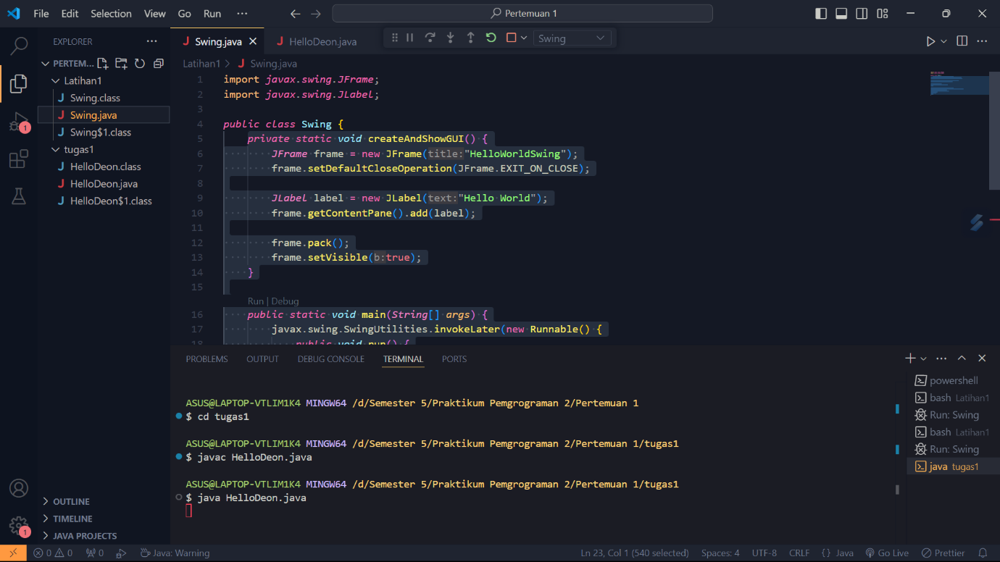 File Edit Selection View Go Run ··· Pertemuan 1
EXPLORER ···
PERTEM...
Latihan1
Swing.class
Swing.java
Swing$1.class
tugas1
HelloDeon.class
HelloDeon.java
HelloDeon$1.class
OUTLINE
TIMELINE
JAVA PROJECTS
1
1
Swing.java HelloDeon.java
Swing
Latihan1 > Swing.java
1 import javax.swing.JFrame;
2 import javax.swing.JLabel;
3
4 public class Swing {
5 private static void createAndShowGUI() {
6 JFrame frame = new JFrame(title:"HelloWorldSwing");
7 frame.setDefaultCloseOperation(JFrame.EXIT_ON_CLOSE);
8
9 JLabel label = new JLabel(text:"Hello World");
10 frame.getContentPane().add(label);
11
12 frame.pack();
13 frame.setVisible(b:true);
14 }
15
Run | Debug
16 public static void main(String[] args) {
17 javax.swing.SwingUtilities.invokeLater(new Runnable() {
18 public void run() {
PROBLEMS OUTPUT DEBUG CONSOLE TERMINAL PORTS
ASUS@LAPTOP-VTLIM1K4 MINGW64 /d/Semester 5/Praktikum Pemgrograman 2/Pertemuan 1
$ cd tugas1
ASUS@LAPTOP-VTLIM1K4 MINGW64 /d/Semester 5/Praktikum Pemgrograman 2/Pertemuan 1/tugas1
$ javac HelloDeon.java
ASUS@LAPTOP-VTLIM1K4 MINGW64 /d/Semester 5/Praktikum Pemgrograman 2/Pertemuan 1/tugas1
$ java HelloDeon.java
powershell
bash Latihan1
Run: Swing
bash Latihan1
Run: Swing
java tugas1
0 0 0 Java: Warning Ln 23, Col 1 (540 selected) Spaces: 4 UTF-8 CRLF {} Java Go Live Prettier